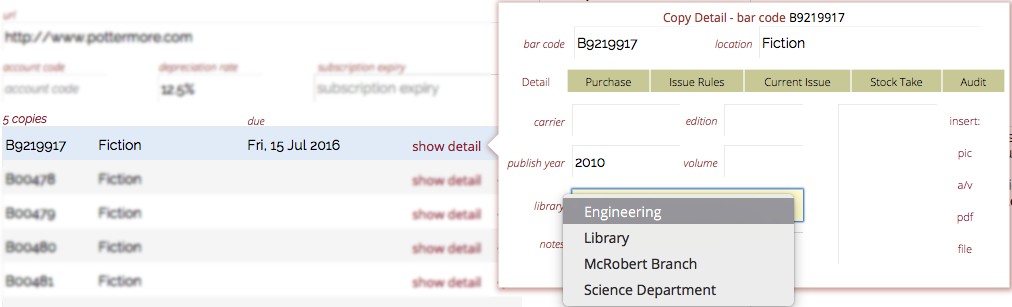 url
http://www.pottermore.com
account code
depreciation rate
subscription expiry
account code
12.5%
subscription expiry
5 copies
due
B9219917 Fiction Fri, 15 Jul 2016 show detail
B00478 Fiction show detail
B00479 Fiction show detail
B00480 Fiction show detail
B00481 Fiction show detail
Copy Detail - bar code B9219917
bar code B9219917 location Fiction
Detail Purchase Issue Rules Current Issue Stock Take Audit
carrier edition insert:
pic
publish year 2010 volume
a/v
library
Engineering
pdf
Library
notes
file
McRobert Branch
Science Department